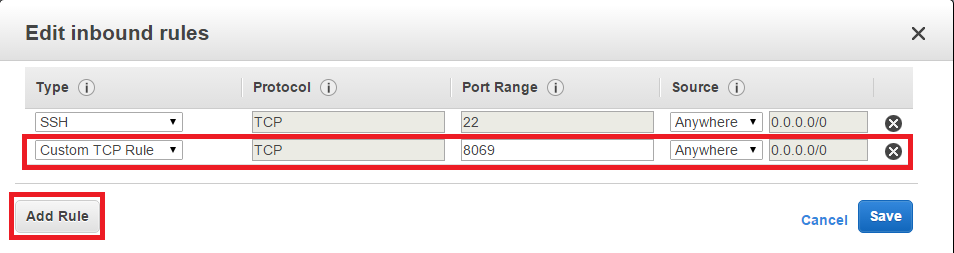 Edit inbound rules
Type Protocol Port Range Source
SSH TCP 22 Anywhere 0.0.0.0/0
Custom TCP Rule TCP 8069 Anywhere 0.0.0.0/0
Add Rule Cancel Save